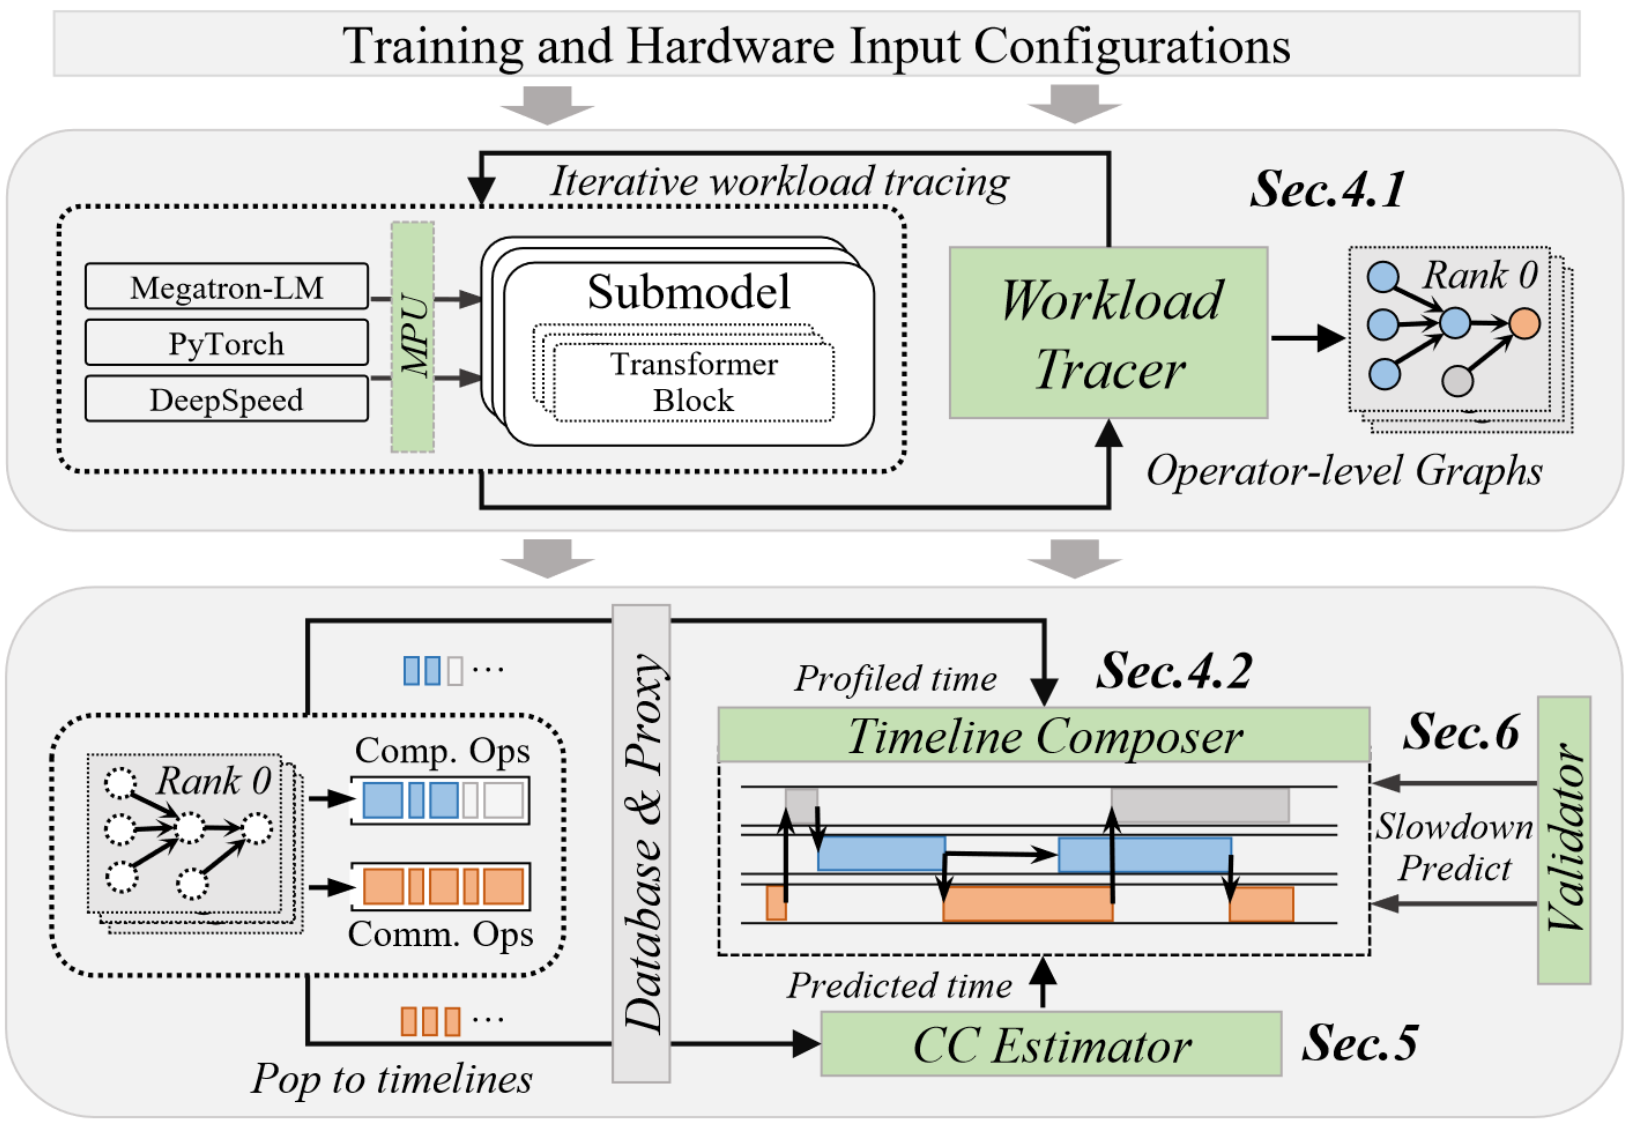 Training and Hardware Input Configurations
Iterative workload tracing
Sec.4.1
Megatron-LM
PyTorch
DeepSpeed
MPU
Submodel
Transformer
Block
Workload
Tracer
Rank 0
Operator-level Graphs
...
Profiled time
Sec.4.2
Rank 0
Comp. Ops
Comm. Ops
Database & Proxy
Timeline Composer
Sec.6
Slowdown
Predict
Validator
Predicted time
...
Pop to timelines
CC Estimator
Sec.5